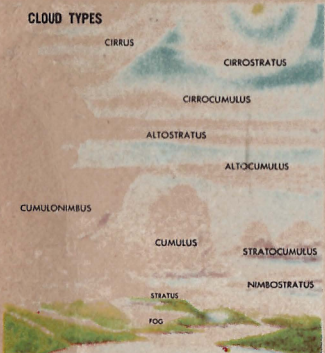 CLOUD TYPES
CIRRUS
CIRROSTRATUS
CIRROCUMULUS
ALTOSTRATUS
ALTOCUMULUS
CUMULONIMBUS
CUMULUS
STRATOCUMULUS
NIMBOSTRATUS
STRATUS
FOG